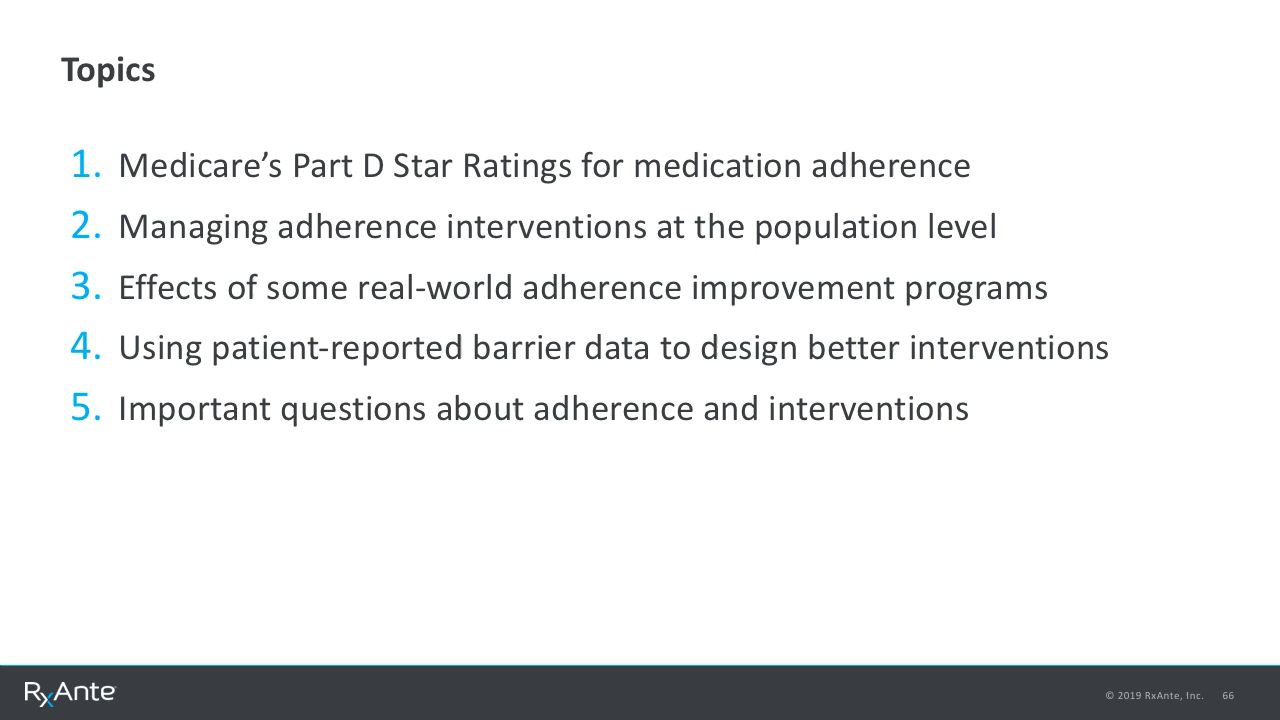 Topics
1. Medicare’s Part D Star Ratings for medication adherence
2. Managing adherence interventions at the population level
3. Effects of some real-world adherence improvement programs
4. Using patient-reported barrier data to design better interventions
5. Important questions about adherence and interventions
RxAnte
© 2019 RxAnte, Inc. 66